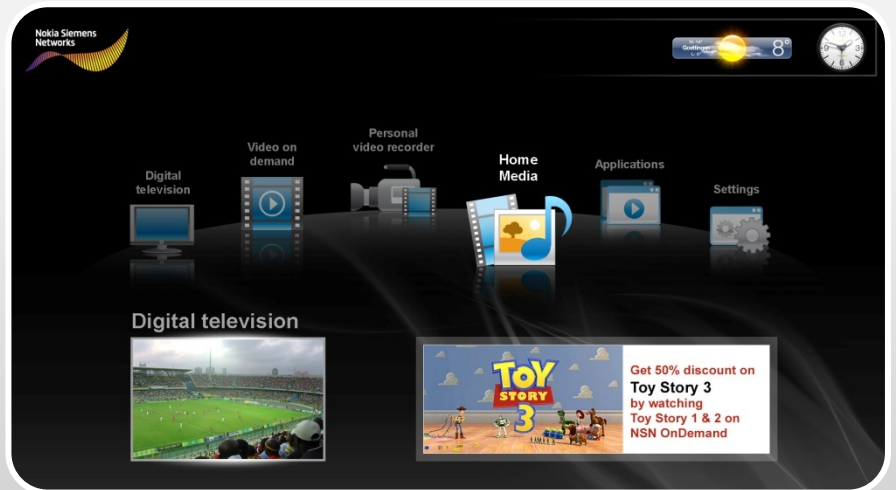 Nokia Siemens
Networks
Goettingen
8°
Personal
video recorder
Video on
demand
Home
Media
Applications
Digital
television
Settings
Digital television
TOY
STORY
3
Get 50% discount on
Toy Story 3
by watching
Toy Story 1 & 2 on
NSN OnDemand